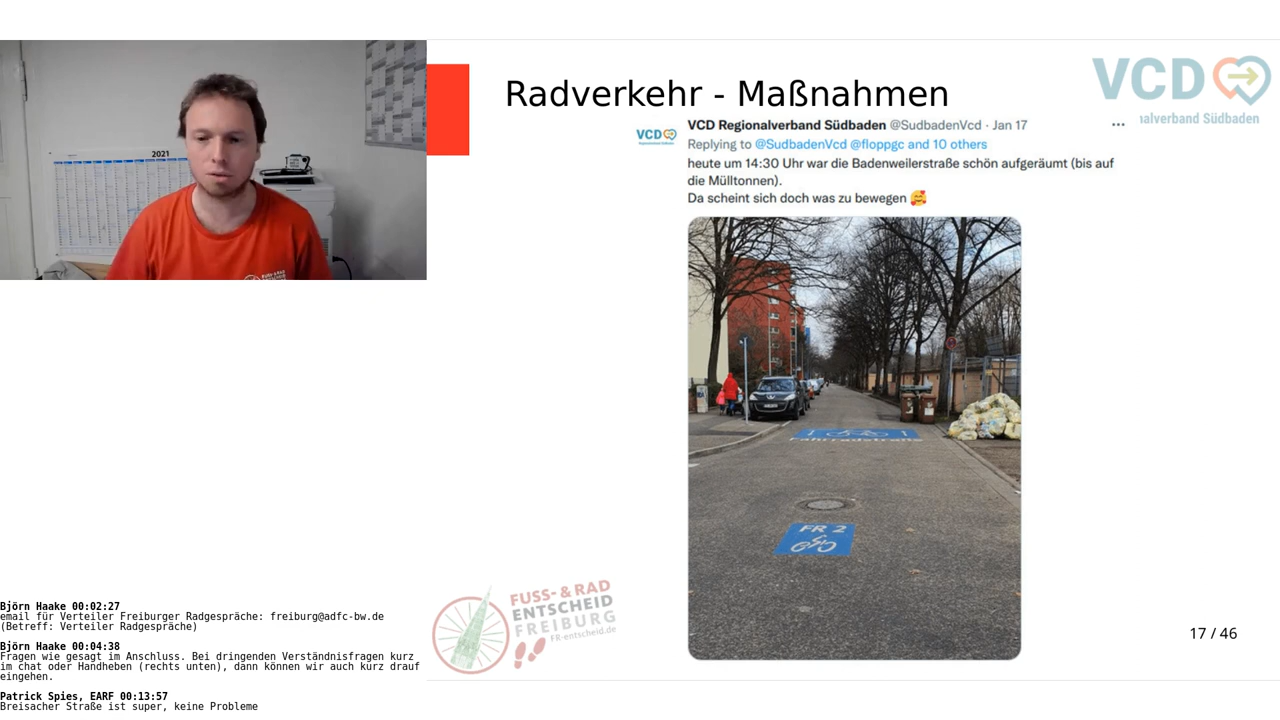 2021
Radverkehr - Maßnahmen
VCD
Regionalverband Südbaden
VCD Regionalverband Südbaden @SudbadenVcd · Jan 17
Replying to @SudbadenVcd @floppgc and 10 others
heute um 14:30 Uhr war die Badenweilerstraße schön aufgeräumt (bis auf
die Mülltonnen).
Da scheint sich doch was zu bewegen 🥰
VCD
alverband Südbaden
Fahrradstraße
FR 2
FUSS- & RAD
ENTSCHEID
FREIBURG
FR-entscheid.de
17 / 46
Björn Haake 00:02:27
email für Verteiler Freiburger Radgespräche: freiburg@adfc-bw.de
(Betreff: Verteiler Radgespräche)
Björn Haake 00:04:38
Fragen wie gesagt im Anschluss. Bei dringenden Verständnisfragen kurz
im chat oder Handheben (rechts unten), dann können wir auch kurz drauf
eingehen.
Patrick Spies, EARF 00:13:57
Breisacher Straße ist super, keine Probleme